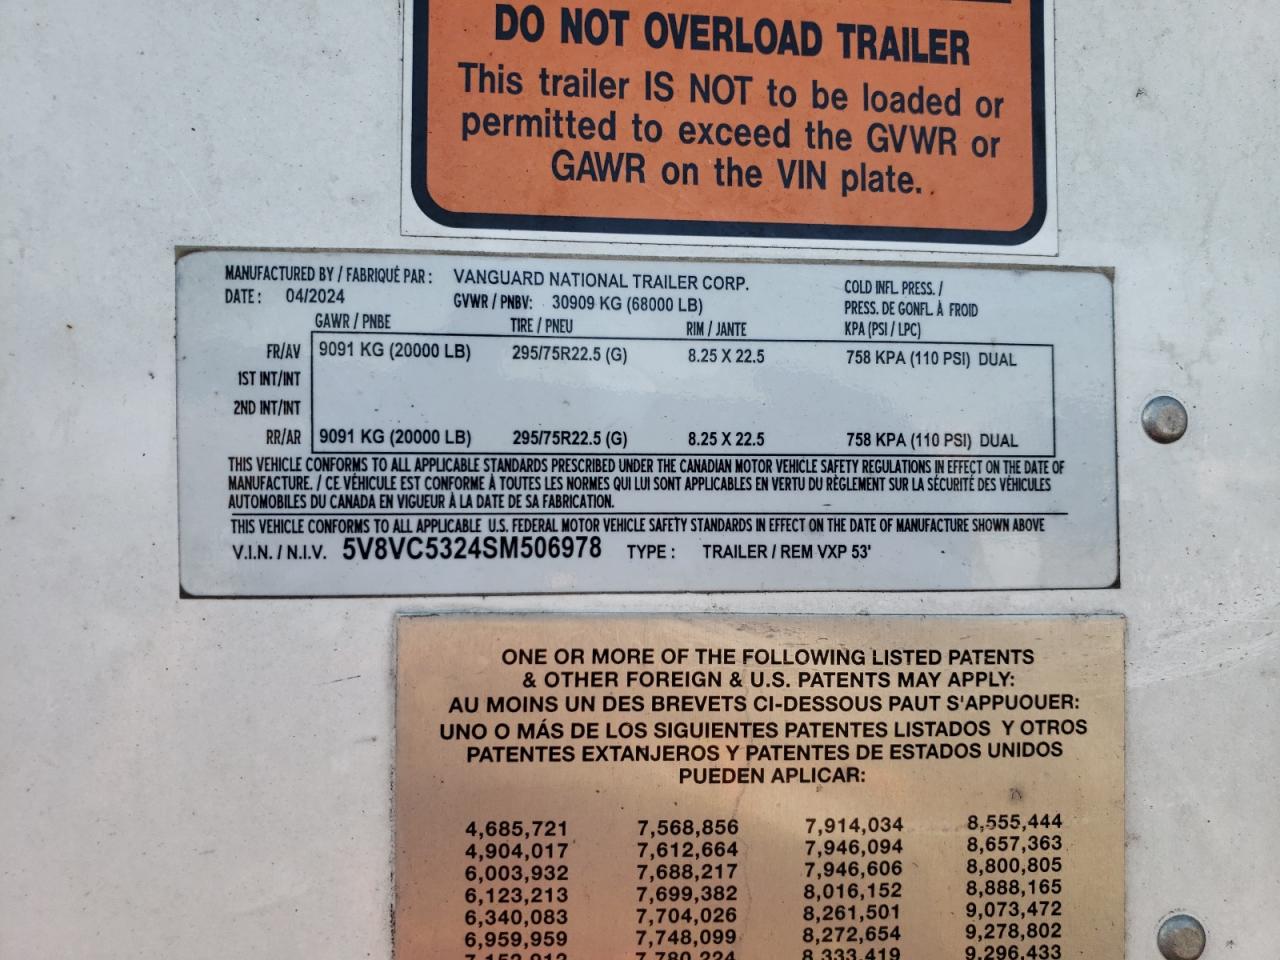 DO NOT OVERLOAD TRAILER
This trailer IS NOT to be loaded or
permitted to exceed the GVWR or
GAWR on the VIN plate.
MANUFACTURED BY / FABRIQUÉ PAR : VANGUARD NATIONAL TRAILER CORP.
DATE : 04/2024 GVWR / PNBV: 30909 KG (68000 LB)
COLD INFL. PRESS. /
PRESS. DE GONFL. À FROID
GAWR / PNBE TIRE / PNEU RIM / JANTE KPA (PSI / LPC)
FR/AV 9091 KG (20000 LB) 295/75R22.5 (G) 8.25 X 22.5 758 KPA (110 PSI) DUAL
1ST INT/INT
2ND INT/INT
RR/AR 9091 KG (20000 LB) 295/75R22.5 (G) 8.25 X 22.5 758 KPA (110 PSI) DUAL
THIS VEHICLE CONFORMS TO ALL APPLICABLE STANDARDS PRESCRIBED UNDER THE CANADIAN MOTOR VEHICLE SAFETY REGULATIONS IN EFFECT ON THE DATE OF
MANUFACTURE. / CE VÉHICULE EST CONFORME À TOUTES LES NORMES QUI LUI SONT APPLICABLES EN VERTU DU RÈGLEMENT SUR LA SÉCURITÉ DES VÉHICULES
AUTOMOBILES DU CANADA EN VIGUEUR À LA DATE DE SA FABRICATION.
THIS VEHICLE CONFORMS TO ALL APPLICABLE U.S. FEDERAL MOTOR VEHICLE SAFETY STANDARDS IN EFFECT ON THE DATE OF MANUFACTURE SHOWN ABOVE
V.I.N. / N.I.V. 5V8VC5324SM506978 TYPE : TRAILER / REM VXP 53'
ONE OR MORE OF THE FOLLOWING LISTED PATENTS
& OTHER FOREIGN & U.S. PATENTS MAY APPLY:
AU MOINS UN DES BREVETS CI-DESSOUS PAUT S'APPUOUER:
UNO O MÁS DE LOS SIGUIENTES PATENTES LISTADOS Y OTROS
PATENTES EXTANJEROS Y PATENTES DE ESTADOS UNIDOS
PUEDEN APLICAR:
4,685,721 7,568,856 7,914,034 8,555,444
4,904,017 7,612,664 7,946,094 8,657,363
6,003,932 7,688,217 7,946,606 8,800,805
6,123,213 7,699,382 8,016,152 8,888,165
6,340,083 7,704,026 8,261,501 9,073,472
6,959,959 7,748,099 8,272,654 9,278,802
7,152,912 7,780,224 8,333,419 9,296,433